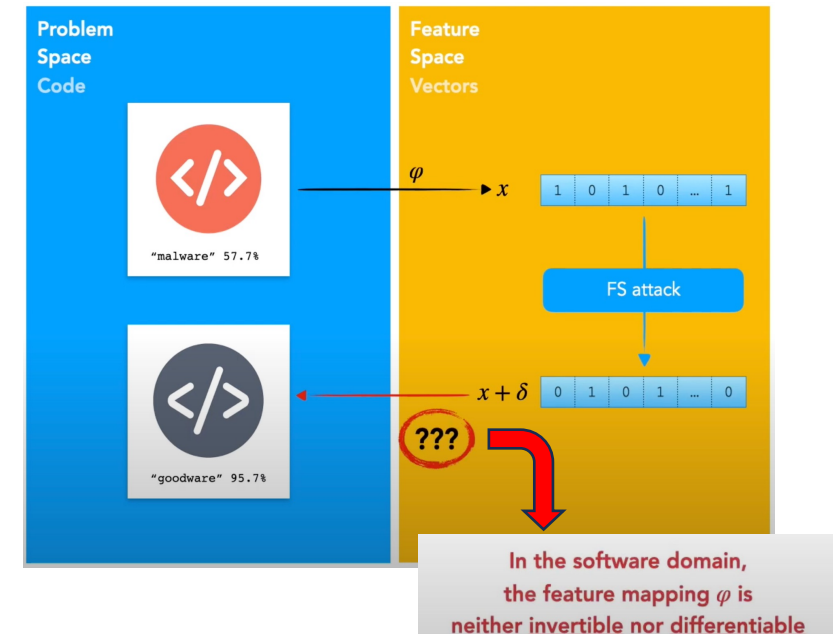 Problem
Space
Code
Feature
Space
Vectors
φ
x
1 0 1 0 ... 1
"malware" 57.7%
FS attack
x + δ
0 1 0 1 ... 0
???
"goodware" 95.7%
In the software domain,
the feature mapping φ is
neither invertible nor differentiable